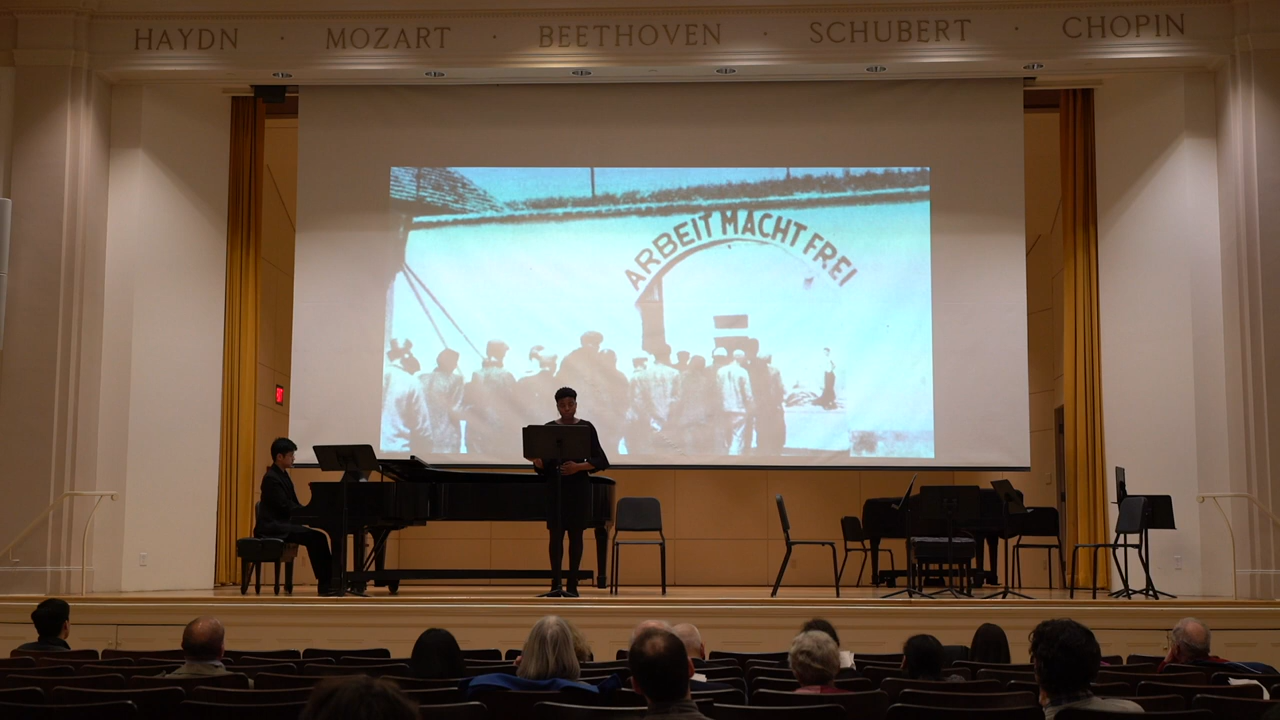 HAYDN · MOZART · BEETHOVEN · SCHUBERT · CHOPIN
ARBEIT MACHT FREI